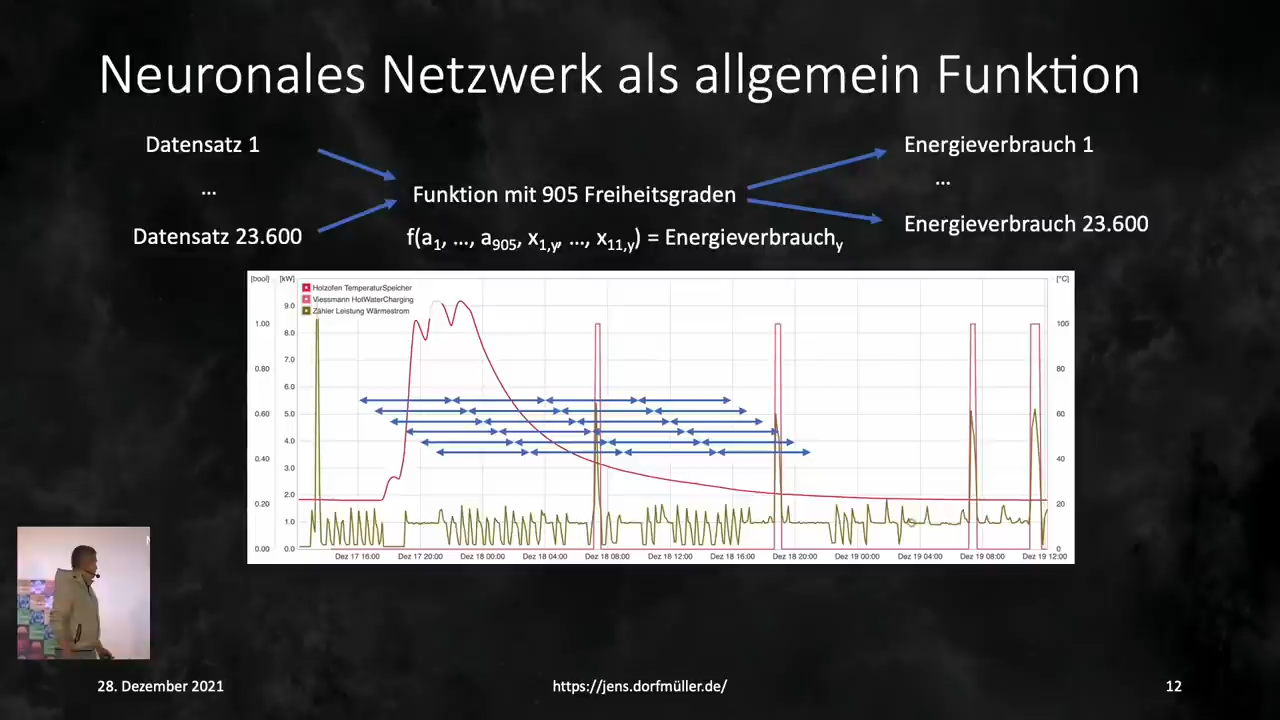 Neuronales Netzwerk als allgemein Funktion
Datensatz 1
...
Datensatz 23.600
Funktion mit 905 Freiheitsgraden
f(a1, ..., a905, x1,y, ..., x11,y) = Energieverbrauchy
Energieverbrauch 1
...
Energieverbrauch 23.600
[bool] [kW] [°C]
Holzofen TemperaturSpeicher
Viessmann HotWaterCharging
Zähler Leistung Wärmestrom
9.0
1.00 8.0 100
7.0
0.80 80
6.0
0.60 5.0 60
4.0
0.40 40
3.0
0.20 2.0 20
1.0
0.00 0.0 0
Dez 17 16:00 Dez 17 20:00 Dez 18 00:00 Dez 18 04:00 Dez 18 08:00 Dez 18 12:00 Dez 18 16:00 Dez 18 20:00 Dez 19 00:00 Dez 19 04:00 Dez 19 08:00 Dez 19 12:00
28. Dezember 2021 https://jens.dorfmüller.de/ 12